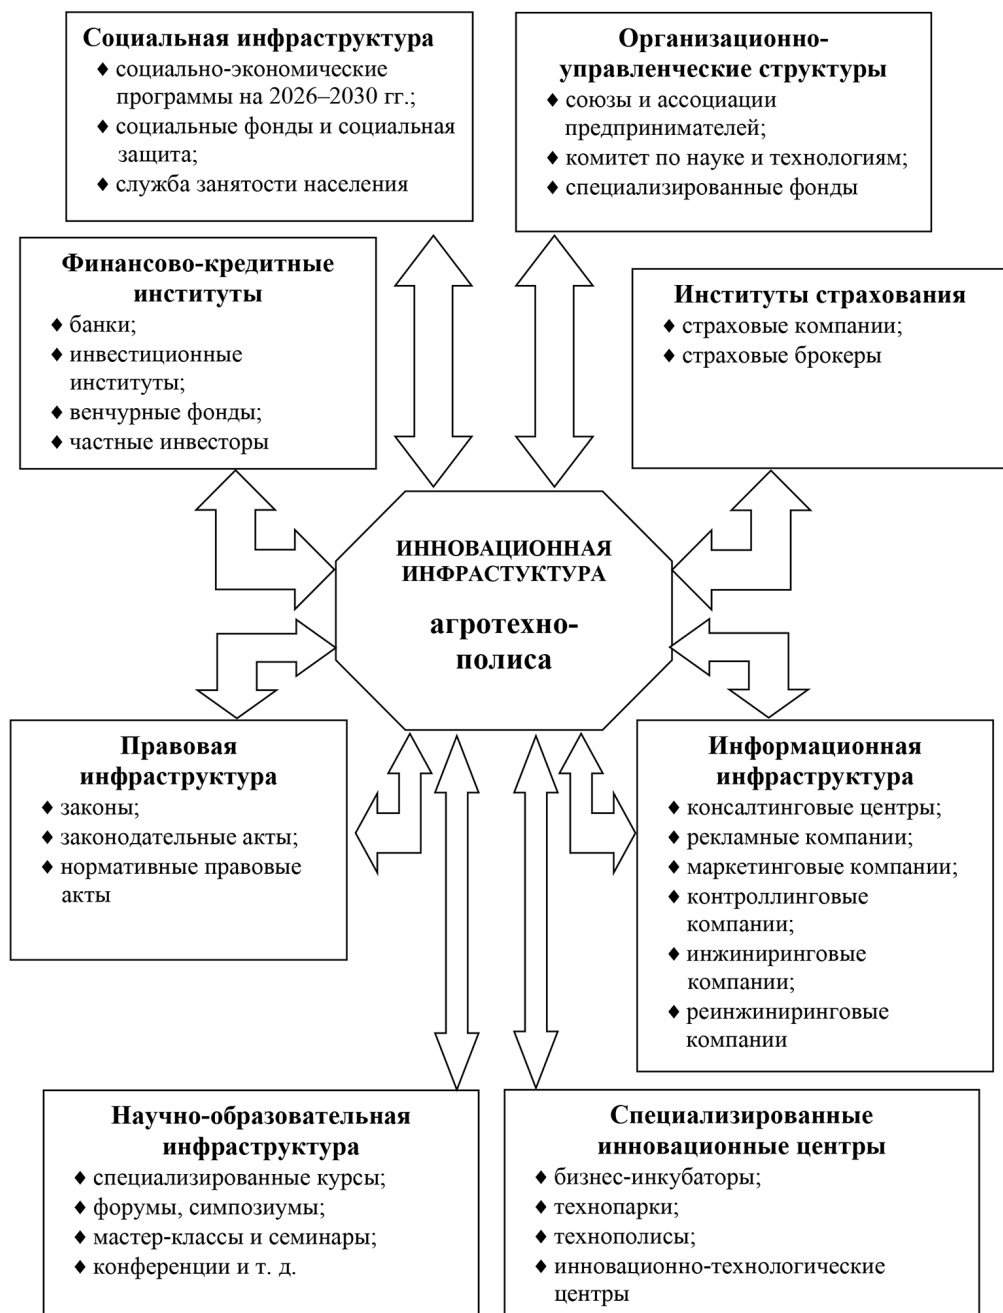 Социальная инфраструктура
♦ социально-экономические
программы на 2026–2030 гг.;
♦ социальные фонды и социальная
защита;
♦ служба занятости населения
Организационно-
управленческие структуры
♦ союзы и ассоциации
предпринимателей;
♦ комитет по науке и технологиям;
♦ специализированные фонды
Финансово-кредитные
институты
♦ банки;
♦ инвестиционные
институты;
♦ венчурные фонды;
♦ частные инвесторы
Институты страхования
♦ страховые компании;
♦ страховые брокеры
ИННОВАЦИОННАЯ
ИНФРАСТУКТУРА
агротехно-
полиса
Правовая
инфраструктура
♦ законы;
♦ законодательные акты;
♦ нормативные правовые
акты
Информационная
инфраструктура
♦ консалтинговые центры;
♦ рекламные компании;
♦ маркетинговые компании;
♦ контроллинговые
компании;
♦ инжиниринговые
компании;
♦ реинжиниринговые
компании
Научно-образовательная
инфраструктура
♦ специализированные курсы;
♦ форумы, симпозиумы;
♦ мастер-классы и семинары;
♦ конференции и т. д.
Специализированные
инновационные центры
♦ бизнес-инкубаторы;
♦ технопарки;
♦ технополисы;
♦ инновационно-технологические
центры